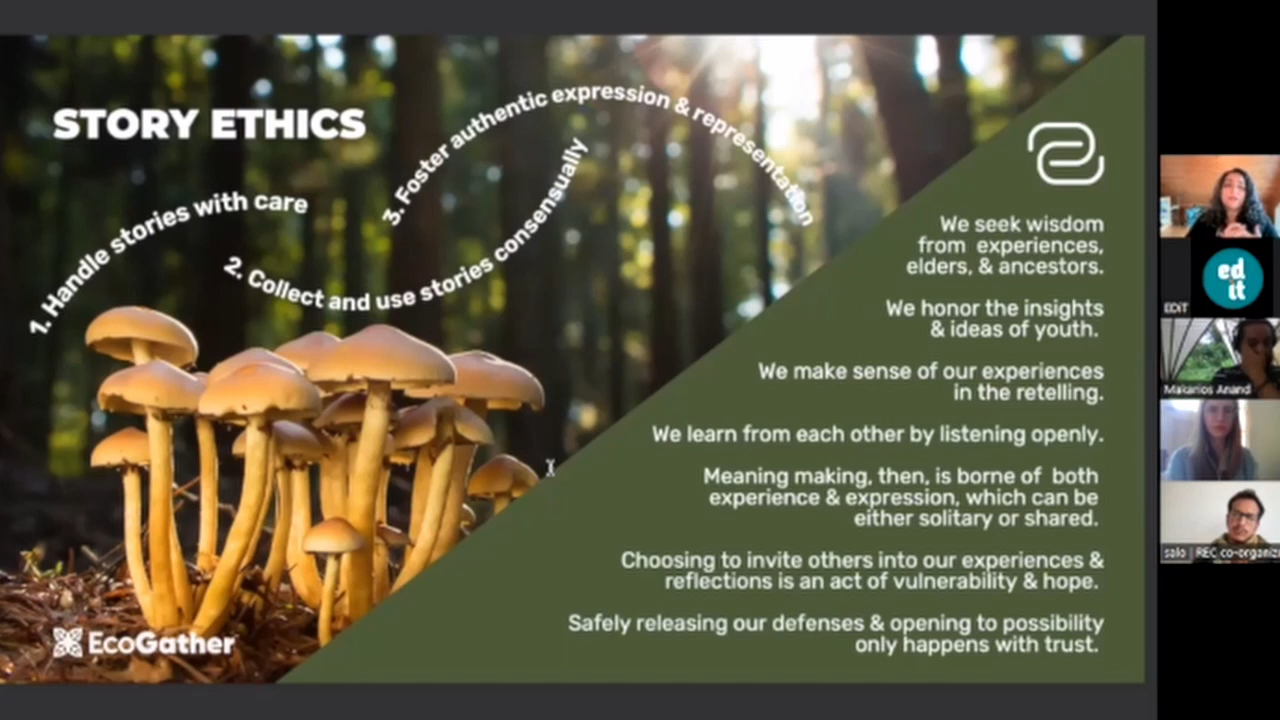 STORY ETHICS
1. Handle stories with care
2. Collect and use stories consensually
3. Foster authentic expression & representation
We seek wisdom
from experiences,
elders, & ancestors.
We honor the insights
& ideas of youth.
We make sense of our experiences
in the retelling.
We learn from each other by listening openly.
Meaning making, then, is borne of both
experience & expression, which can be
either solitary or shared.
Choosing to invite others into our experiences &
reflections is an act of vulnerability & hope.
Safely releasing our defenses & opening to possibility
only happens with trust.
EcoGather
ed
it
EDiT
Makarios Anand
salo | REC co-organiz